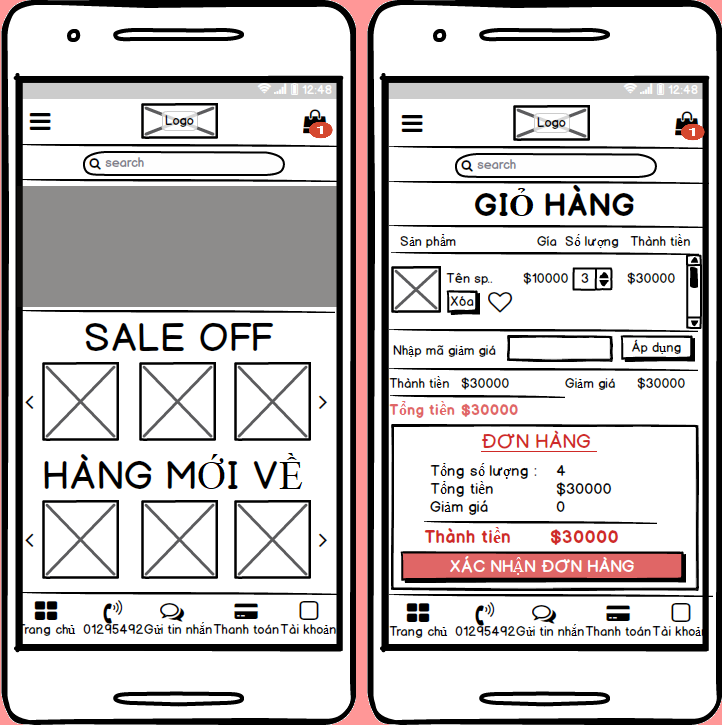 12:48
Logo
1
search
SALE OFF
HÀNG MỚI VỀ
Trang chủ 01295492 Gửi tin nhắn Thanh toán Tài khoản
12:48
Logo
1
search
GIỎ HÀNG
Sản phẩm Gía Số lượng Thành tiền
Tên sp.. $10000 3 $30000
Xóa
Nhập mã giảm giá Áp dụng
Thành tiền $30000 Giảm giá $30000
Tổng tiền $30000
ĐƠN HÀNG
Tổng số lượng : 4
Tổng tiền $30000
Giảm giá 0
Thành tiền $30000
XÁC NHẬN ĐƠN HÀNG
Trang chủ 01295492 Gửi tin nhắn Thanh toán Tài khoản